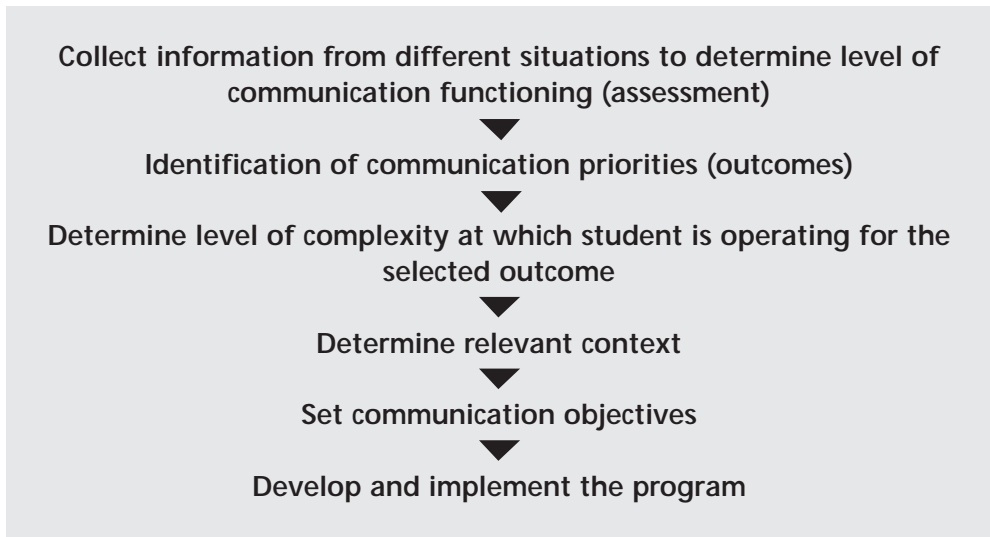 Collect information from different situations to determine level of
communication functioning (assessment)
Identification of communication priorities (outcomes)
Determine level of complexity at which student is operating for the
selected outcome
Determine relevant context
Set communication objectives
Develop and implement the program